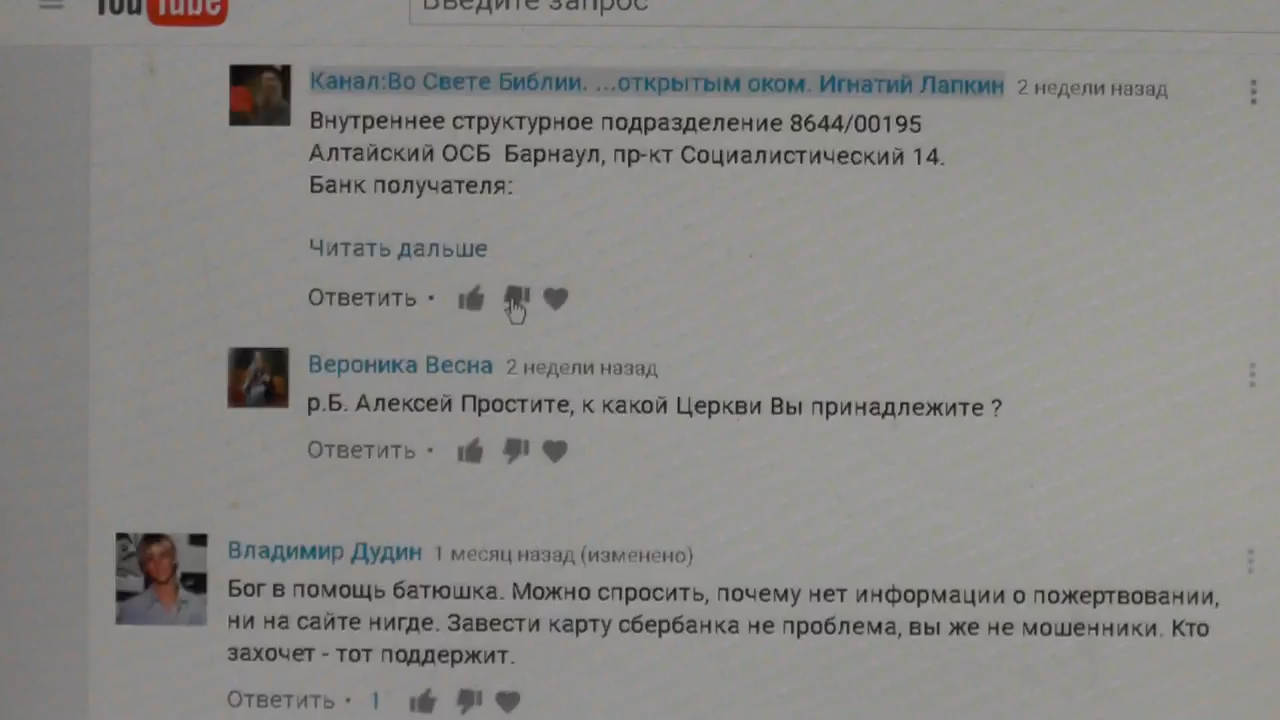 YouTube
Введите запрос
Канал:Во Свете Библии. ...открытым оком. Игнатий Лапкин 2 недели назад
Внутреннее структурное подразделение 8644/00195
Алтайский ОСБ Барнаул, пр-кт Социалистический 14.
Банк получателя:
Читать дальше
Ответить •
Вероника Весна 2 недели назад
р.Б. Алексей Простите, к какой Церкви Вы принадлежите ?
Ответить •
Владимир Дудин 1 месяц назад (изменено)
Бог в помощь батюшка. Можно спросить, почему нет информации о пожертвовании,
ни на сайте нигде. Завести карту сбербанка не проблема, вы же не мошенники. Кто
захочет - тот поддержит.
Ответить • 1